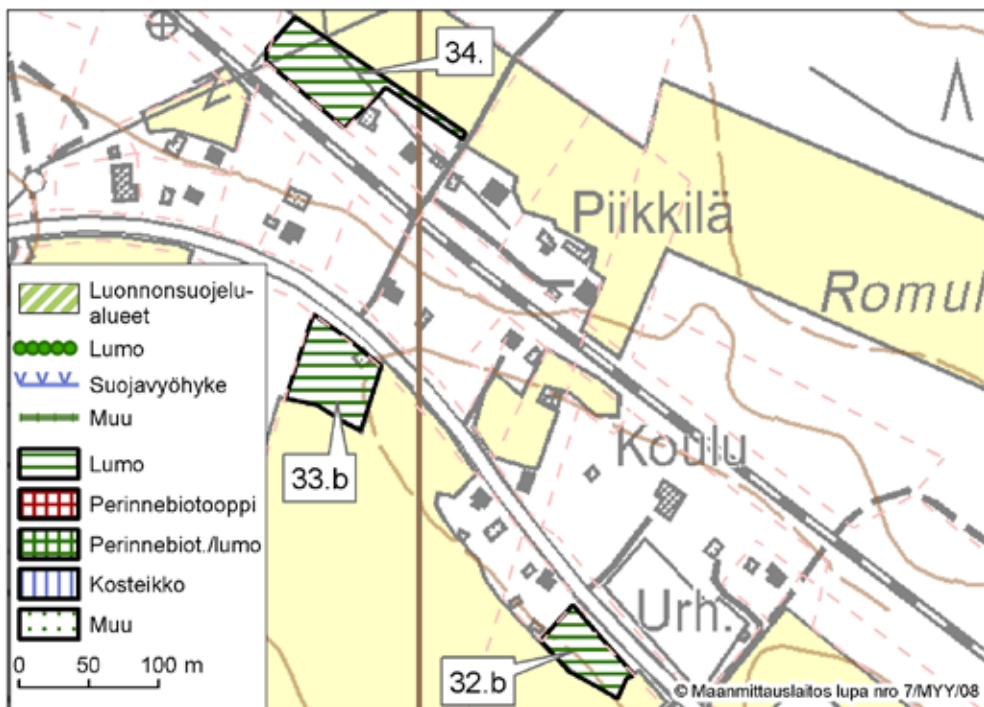 34.
Piikkilä
Romul
Luonnonsuojelu-
alueet
Lumo
Suojavyöhyke
Muu
Lumo
Perinnebiotooppi
Perinnebiot./lumo
Kosteikko
Muu
0 50 100 m
33.b
Koulu
Urh.
32.b
© Maanmittauslaitos lupa nro 7/MYY/08